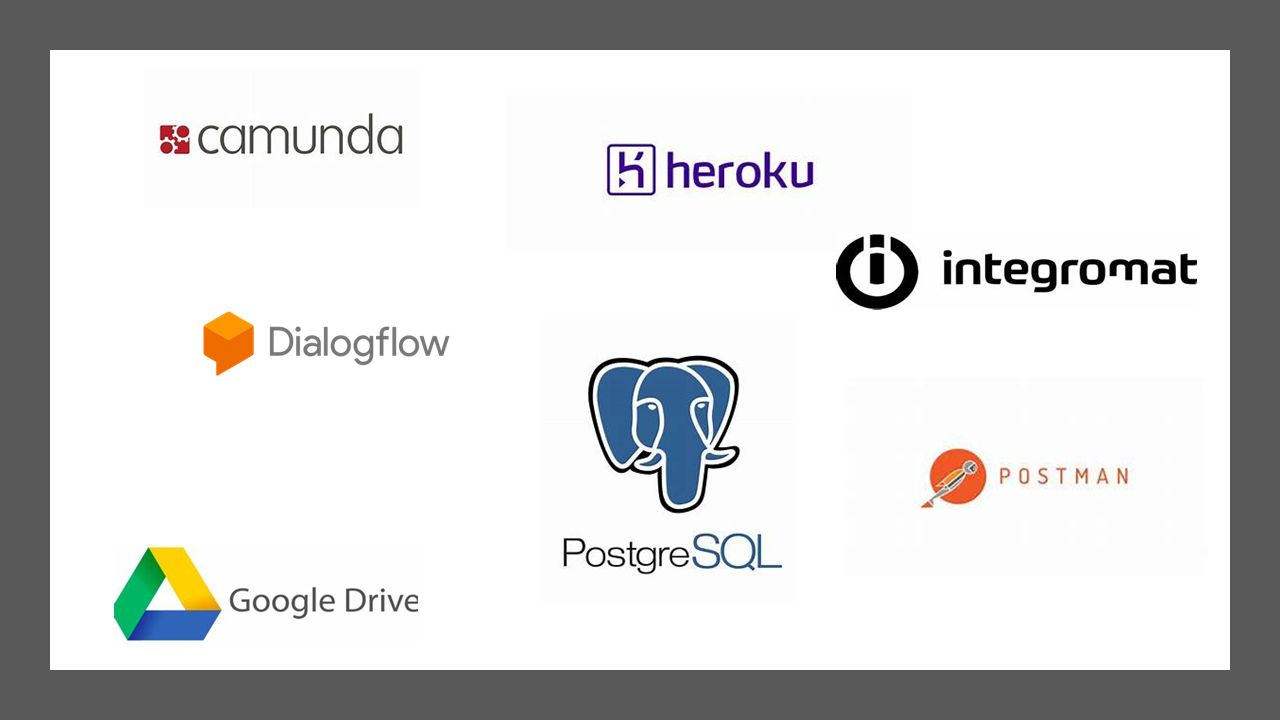 camunda
heroku
integromat
Dialogflow
PostgreSQL
POSTMAN
Google Drive